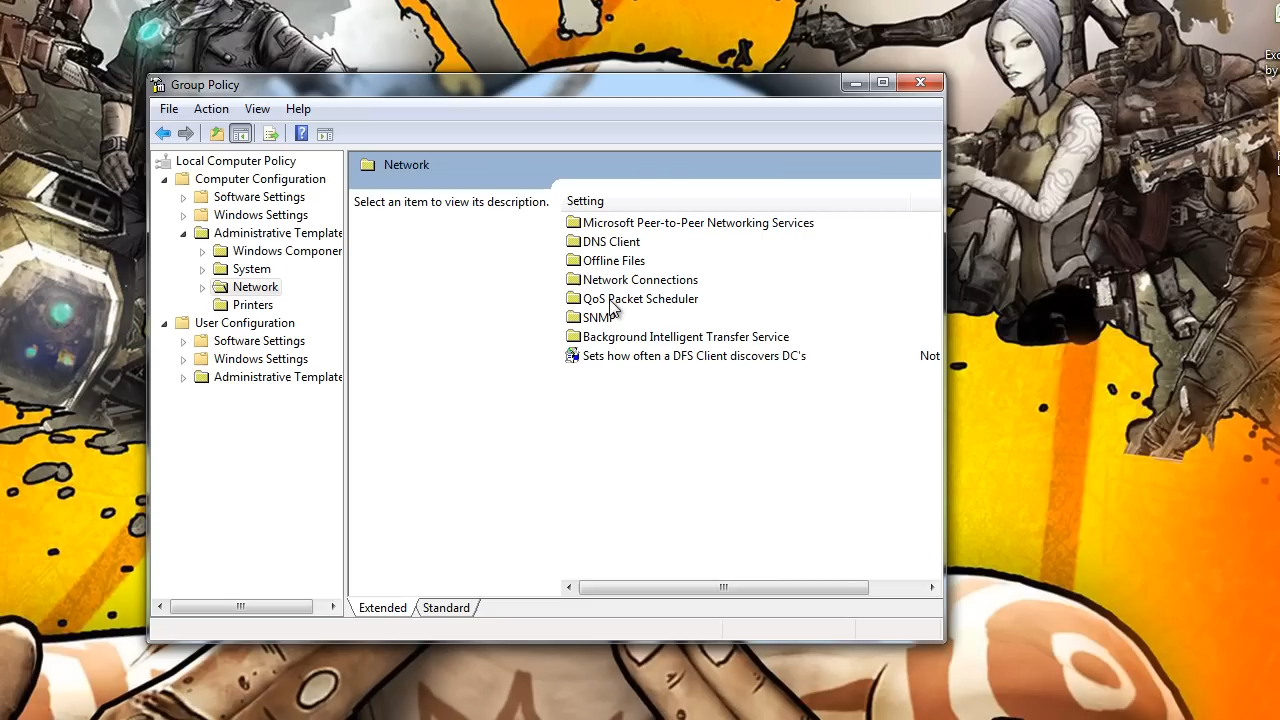 Group Policy
File Action View Help
Local Computer Policy
Computer Configuration
Software Settings
Windows Settings
Administrative Template
Windows Componer
System
Network
Printers
User Configuration
Software Settings
Windows Settings
Administrative Template
Network
Select an item to view its description.
Setting
Microsoft Peer-to-Peer Networking Services
DNS Client
Offline Files
Network Connections
QoS Packet Scheduler
SNMP
Background Intelligent Transfer Service
Sets how often a DFS Client discovers DC's Not
Extended Standard
by